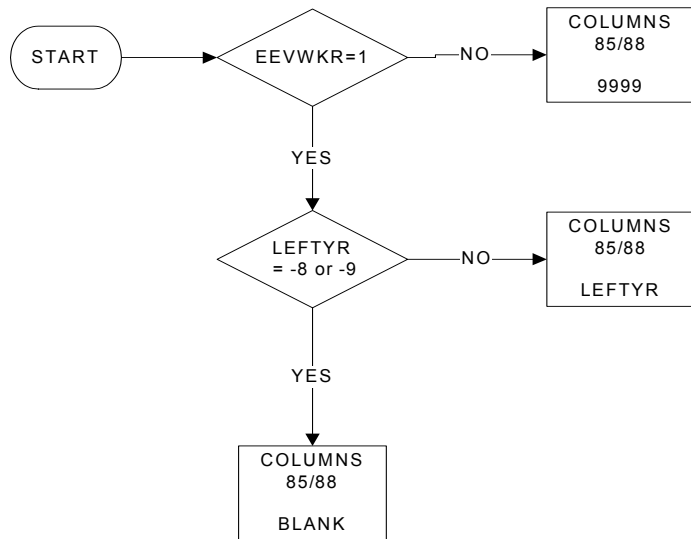 START
EEVWKR=1
NO
COLUMNS
85/88
9999
YES
LEFTYR
= -8 or -9
NO
COLUMNS
85/88
LEFTYR
YES
COLUMNS
85/88
BLANK